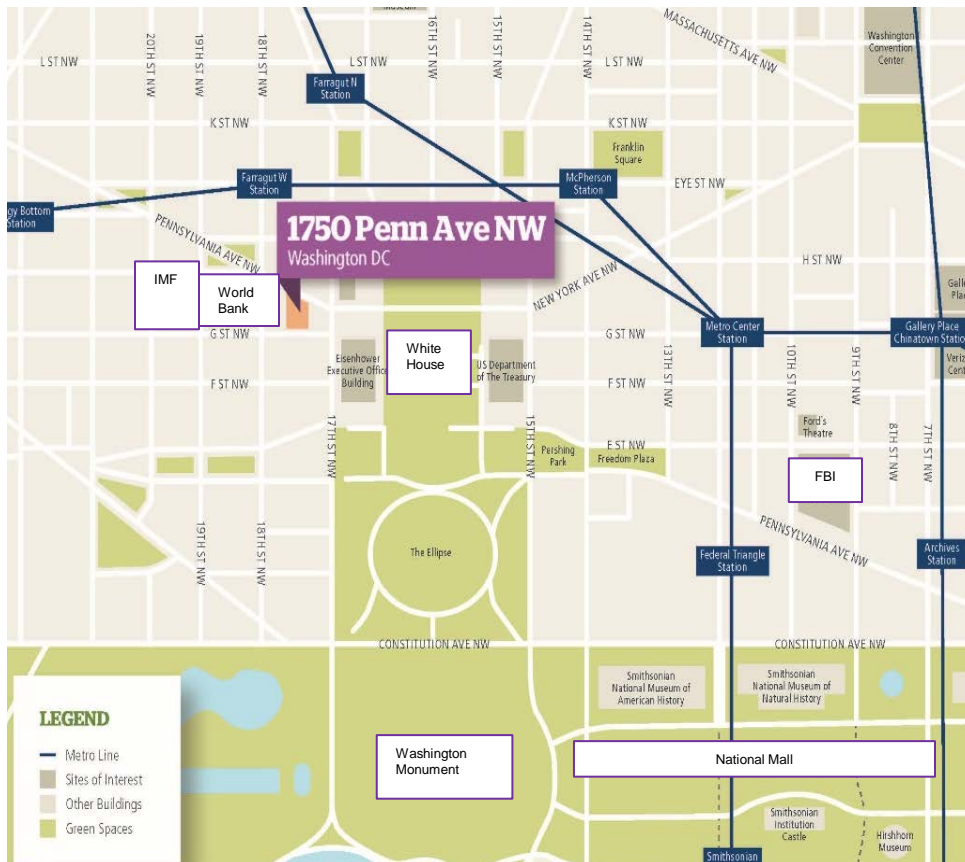 Museum
MASSACHUSETTS AVE NW
16TH ST NW
15TH ST NW
14TH ST NW
20TH ST NW
19TH ST NW
18TH ST NW
Washington
Convention
Center
L ST NW
L ST NW
L ST NW
Farragut N
Station
K ST NW
K ST NW
Franklin
Square
Farragut W
Station
McPherson
Station
EYE ST NW
gy Bottom
Station
PENNSYLVANIA AVE NW
1750 Penn Ave NW
Washington DC
H ST NW
NEW YORK AVE NW
IMF
World
Bank
Galle
Plac
G ST NW
G ST NW
Metro Center
Station
Gallery Place
Chinatown Statio
White
House
Eisenhower
Executive Office
Building
US Department
of The Treasury
13TH ST NW
10TH ST NW
9TH ST NW
Veriz
Cent
F ST NW
F ST NW
Ford's
Theatre
17TH ST NW
15TH ST NW
8TH ST NW
7TH ST NW
E ST NW
Pershing
Park
Freedom Plaza
FBI
19TH ST NW
18TH ST NW
PENNSYLVANIA AVE NW
The Ellipse
Federal Triangle
Station
Archives
Station
CONSTITUTION AVE NW
CONSTITUTION AVE NW
Smithsonian
National Museum of
American History
Smithsonian
National Museum of
Natural History
LEGEND
Metro Line
Sites of Interest
Other Buildings
Green Spaces
Washington
Monument
National Mall
Smithsonian
Institution
Castle
Hirshhorn
Museum
Smithsonian